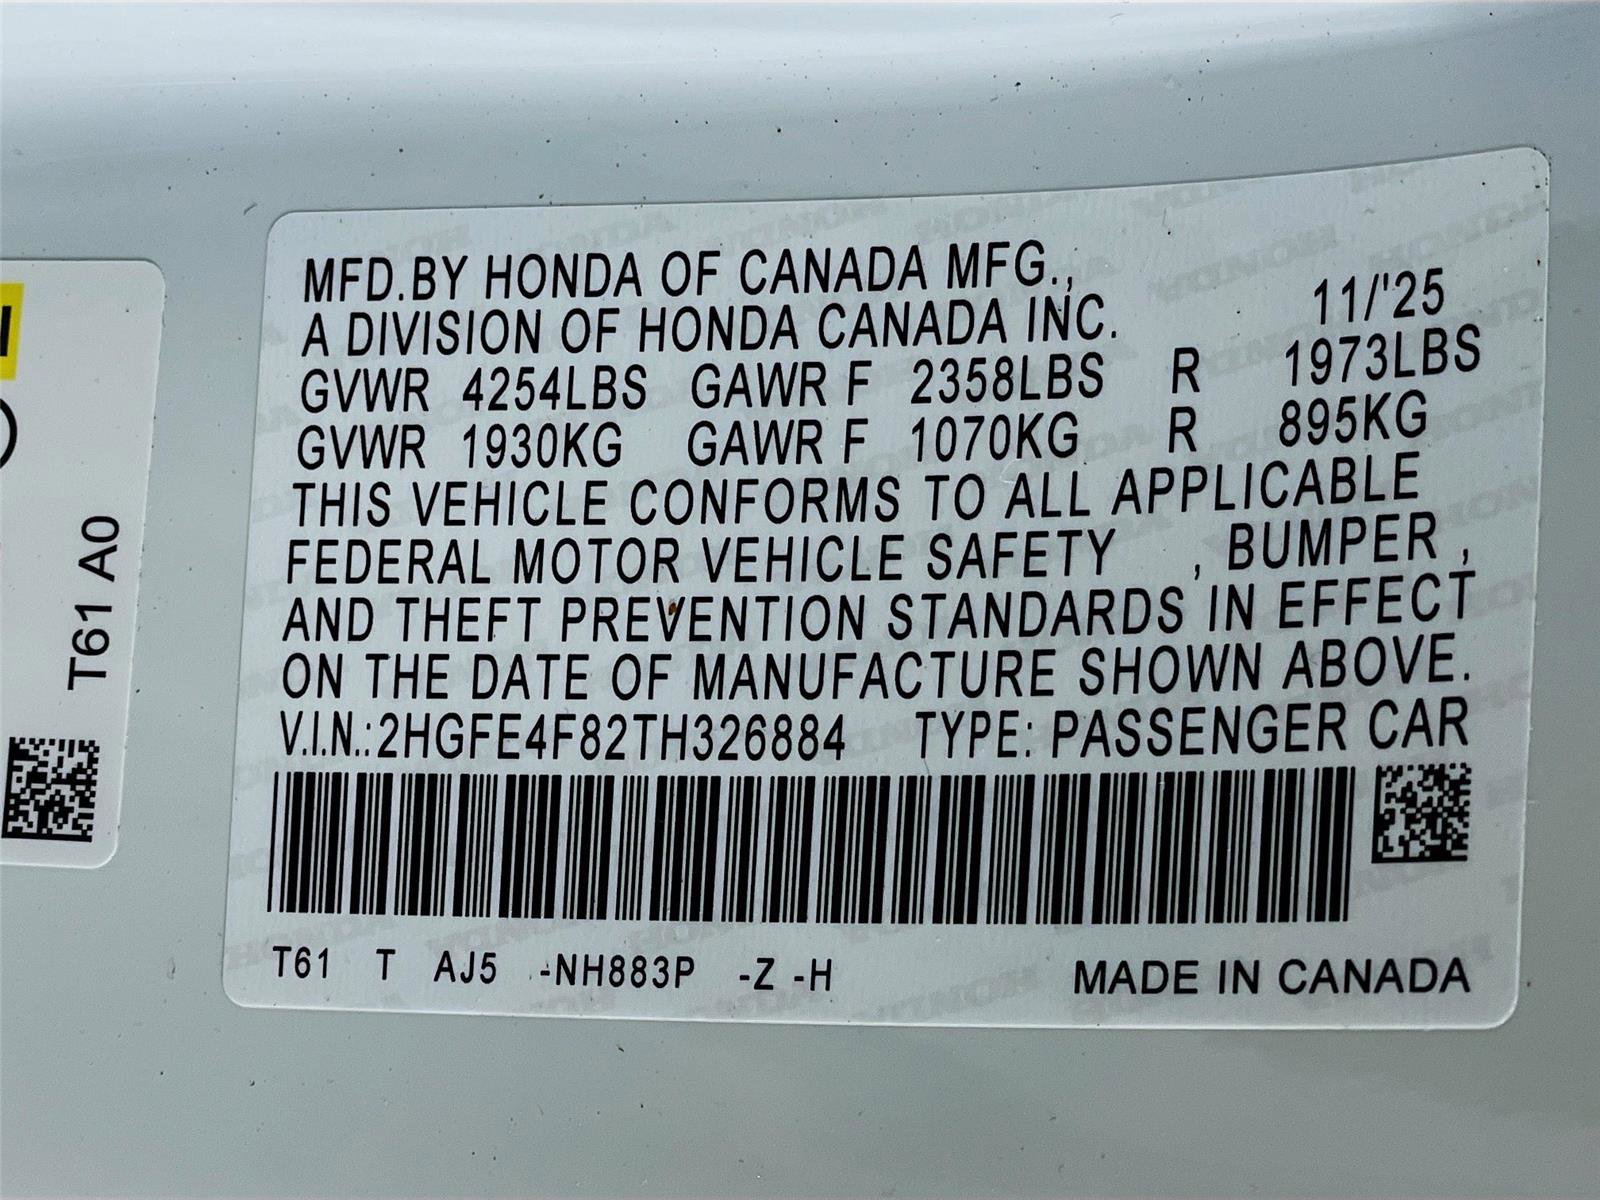 MFD.BY HONDA OF CANADA MFG.,
A DIVISION OF HONDA CANADA INC. 11/'25
GVWR 4254LBS GAWR F 2358LBS R 1973LBS
GVWR 1930KG GAWR F 1070KG R 895KG
THIS VEHICLE CONFORMS TO ALL APPLICABLE
FEDERAL MOTOR VEHICLE SAFETY , BUMPER ,
AND THEFT PREVENTION STANDARDS IN EFFECT
ON THE DATE OF MANUFACTURE SHOWN ABOVE.
V.I.N.:2HGFE4F82TH326884 TYPE: PASSENGER CAR
T61 T AJ5 -NH883P -Z -H MADE IN CANADA
T61 A0